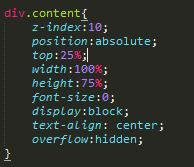 div.content{
z-index:10;
position:absolute;
top:25%;
width:100%;
height:75%;
font-size:0;
display:block;
text-align: center;
overflow:hidden;
}